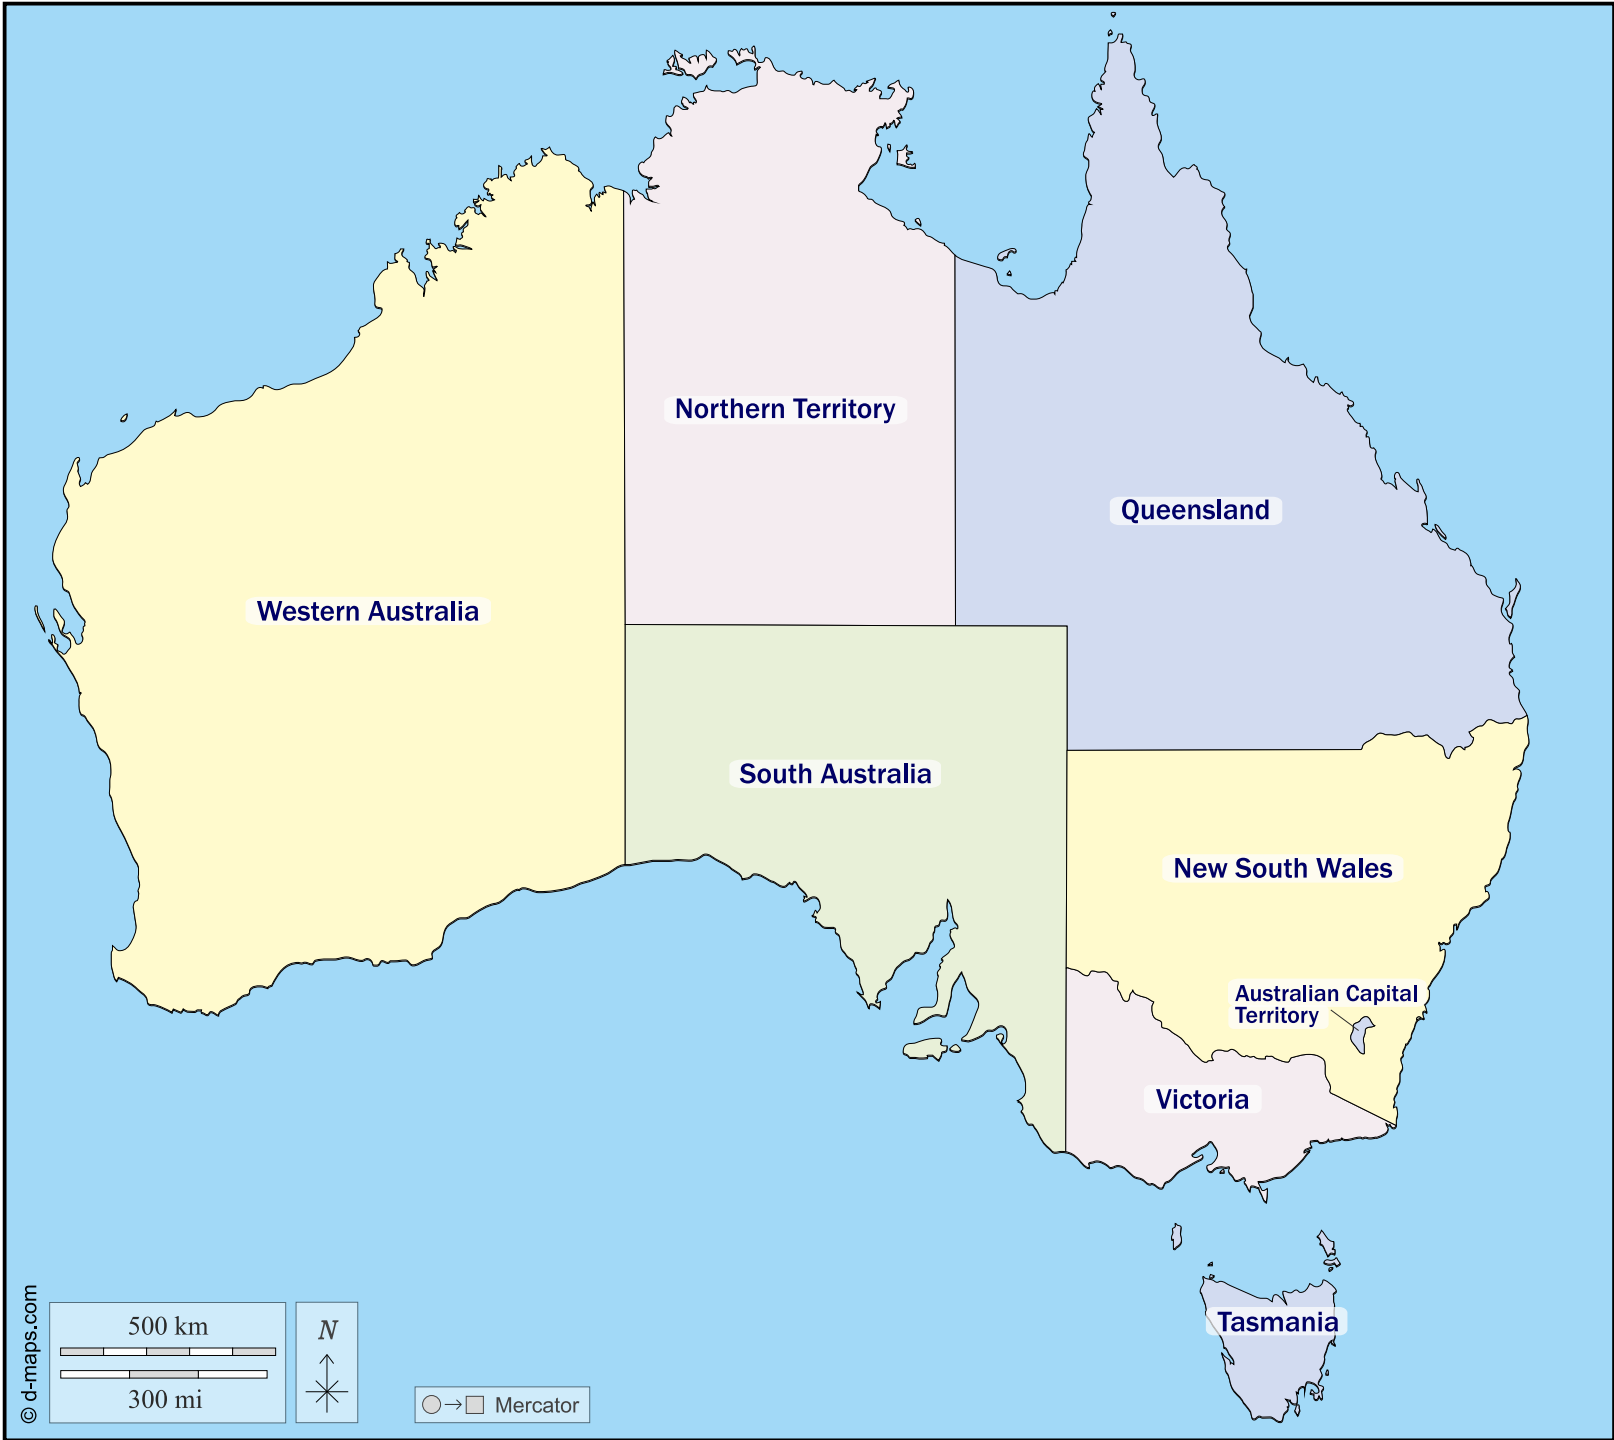 Northern Territory
Queensland
Western Australia
South Australia
New South Wales
Australian Capital
Territory
Victoria
Tasmania
© d-maps.com
500 km
300 mi
N
Mercator